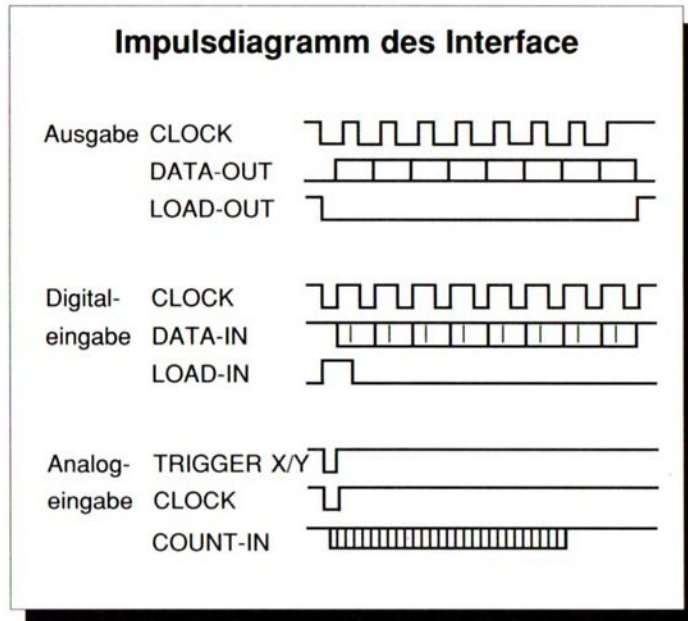 Impulsdiagramm des Interface
Ausgabe CLOCK
DATA-OUT
LOAD-OUT
Digital- CLOCK
eingabe DATA-IN
LOAD-IN
Analog- TRIGGER X/Y
eingabe CLOCK
COUNT-IN